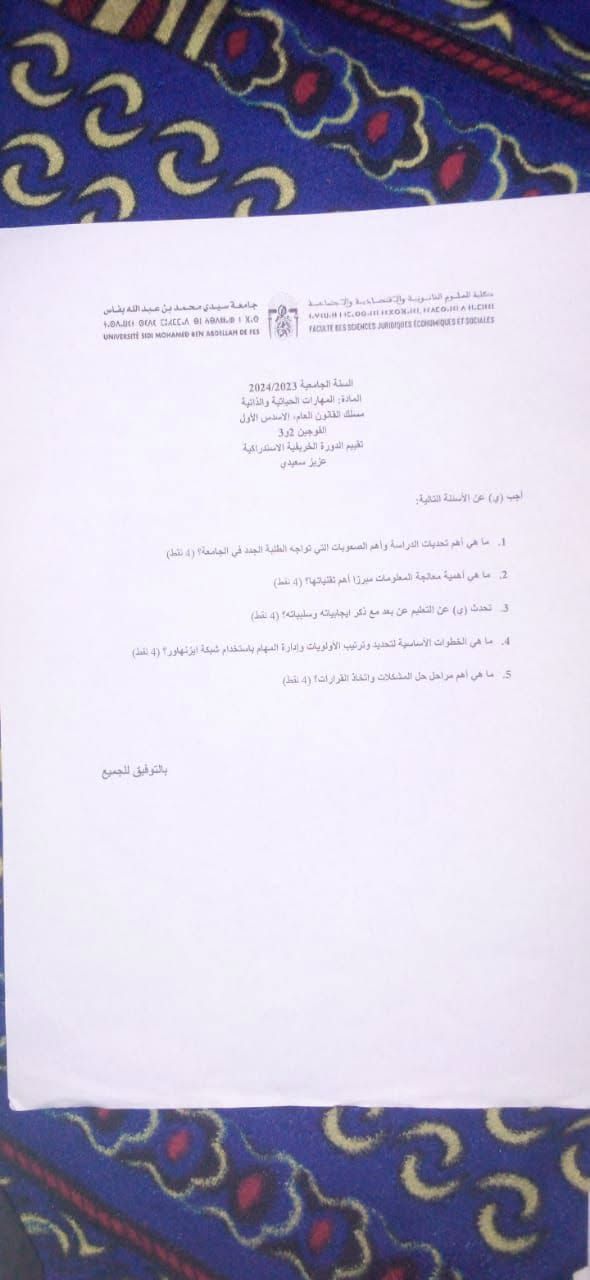 كلية العلوم القانونية والاقتصادية والاجتماعية
FACULTÉ DES SCIENCES JURIDIQUES ÉCONOMIQUES ET SOCIALES
جامعة سيدي محمد بن عبد الله بفاس
UNIVERSITÉ SIDI MOHAMED BEN ABDELLAH DE FES
السنة الجامعية 2024/2023
المادة: المهارات الحياتية والذاتية
مسلك القانون العام، الاسدس الأول
الفوجين 2و3
تقييم الدورة الخريفية الاستدراكية
عزيز سعيدي
أجب (ي) عن الأسئلة التالية:
1. ما هي أهم تحديات الدراسة وأهم الصعوبات التي تواجه الطلبة الجدد في الجامعة؟ (4 نقط)
2. ما هي أهمية معالجة المعلومات مبرزا أهم تقنياتها؟ (4 نقط)
3. تحدث (ي) عن التعليم عن بعد مع ذكر ايجابياته وسلبياته؟ (4 نقط)
4. ما هي الخطوات الأساسية لتحديد وترتيب الأولويات وإدارة المهام باستخدام شبكة ايزنهاور؟ (4 نقط)
5. ما هي أهم مراحل حل المشكلات واتخاذ القرارات؟ (4 نقط)
بالتوفيق للجميع